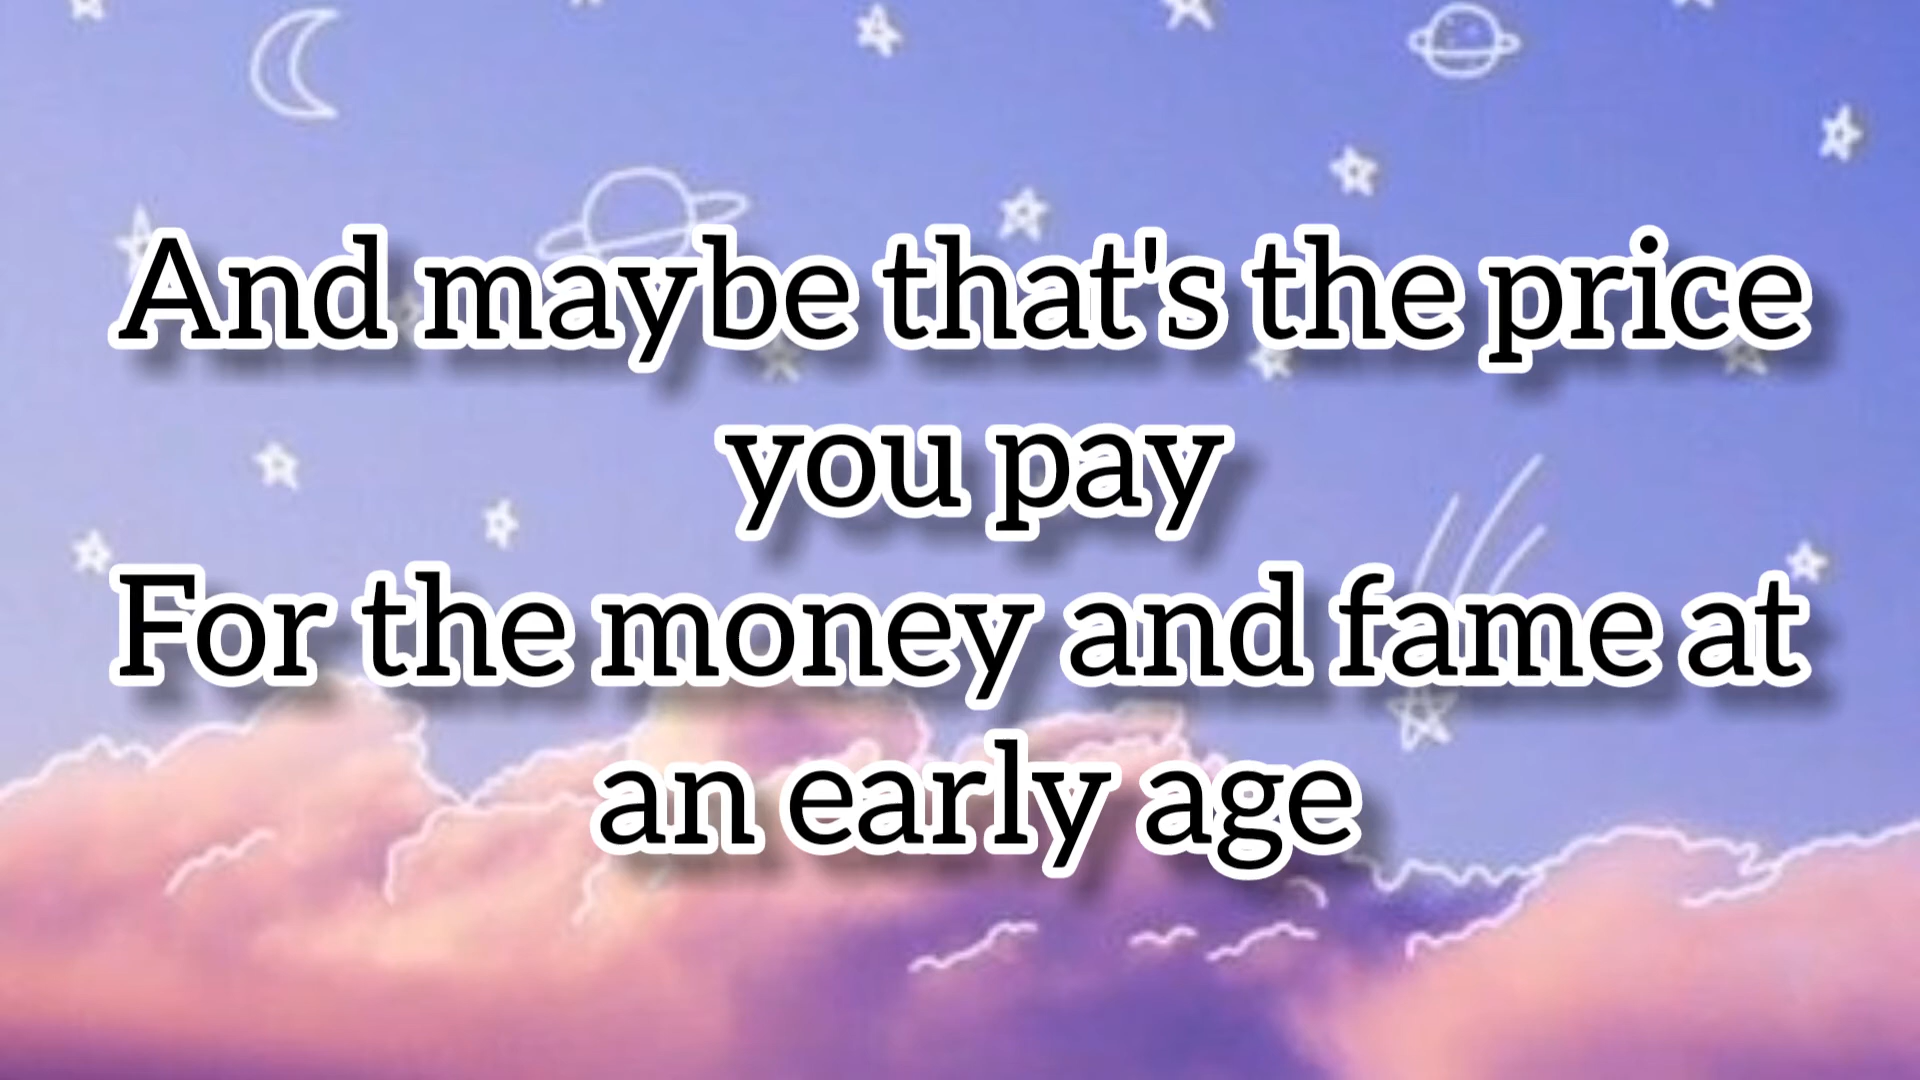 And maybe that's the price
you pay
For the money and fame at
an early age